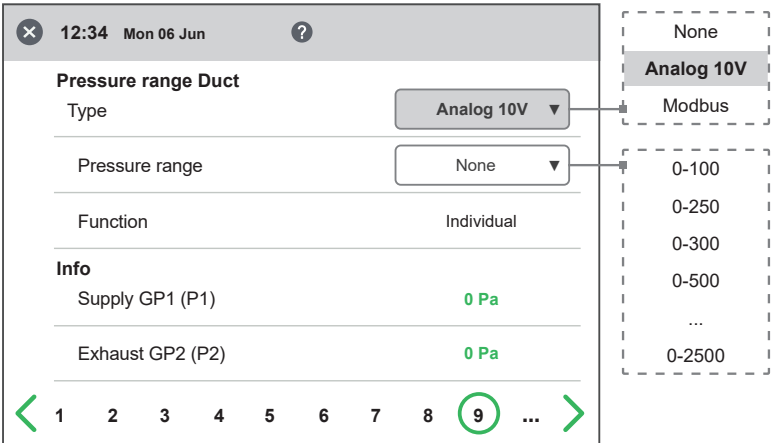 12:34 Mon 06 Jun ?
Pressure range Duct
Type Analog 10V
Pressure range None
Function Individual
Info
Supply GP1 (P1) 0 Pa
Exhaust GP2 (P2) 0 Pa
1 2 3 4 5 6 7 8 9 ...
None
Analog 10V
Modbus
0-100
0-250
0-300
0-500
...
0-2500